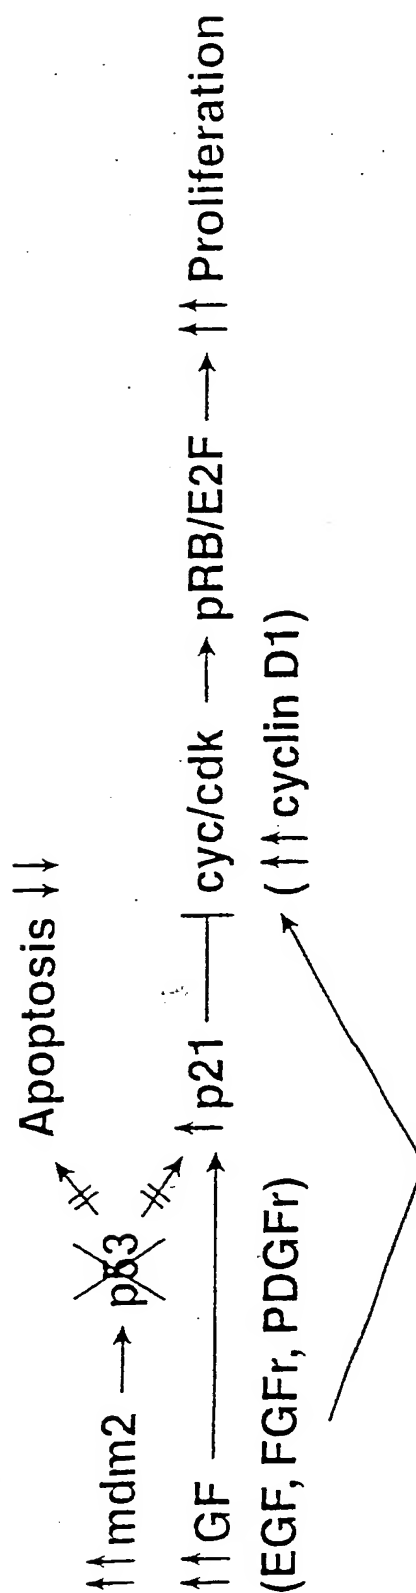 Apoptosis ↓↓
↑↑ mdm2 → p53
↑↑ GF → ↑ p21 ⊣ cyc/cdk → pRB/E2F → ↑↑ Proliferation
(EGF, FGFr, PDGFr)
(↑↑ cyclin D1)